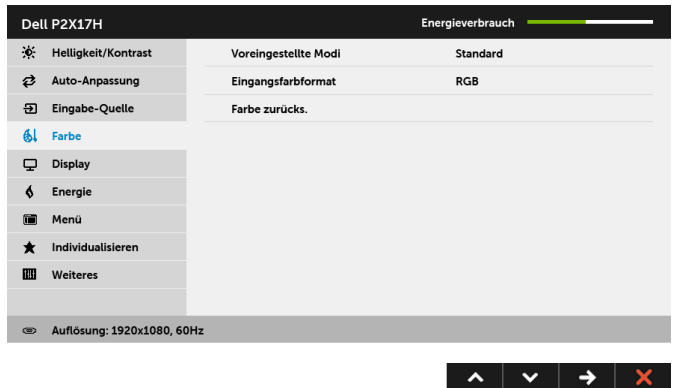 Dell P2X17H Energieverbrauch
Helligkeit/Kontrast Voreingestellte Modi Standard
Auto-Anpassung Eingangsfarbformat RGB
Eingabe-Quelle Farbe zurücks.
Farbe
Display
Energie
Menü
Individualisieren
Weiteres
Auflösung: 1920x1080, 60Hz